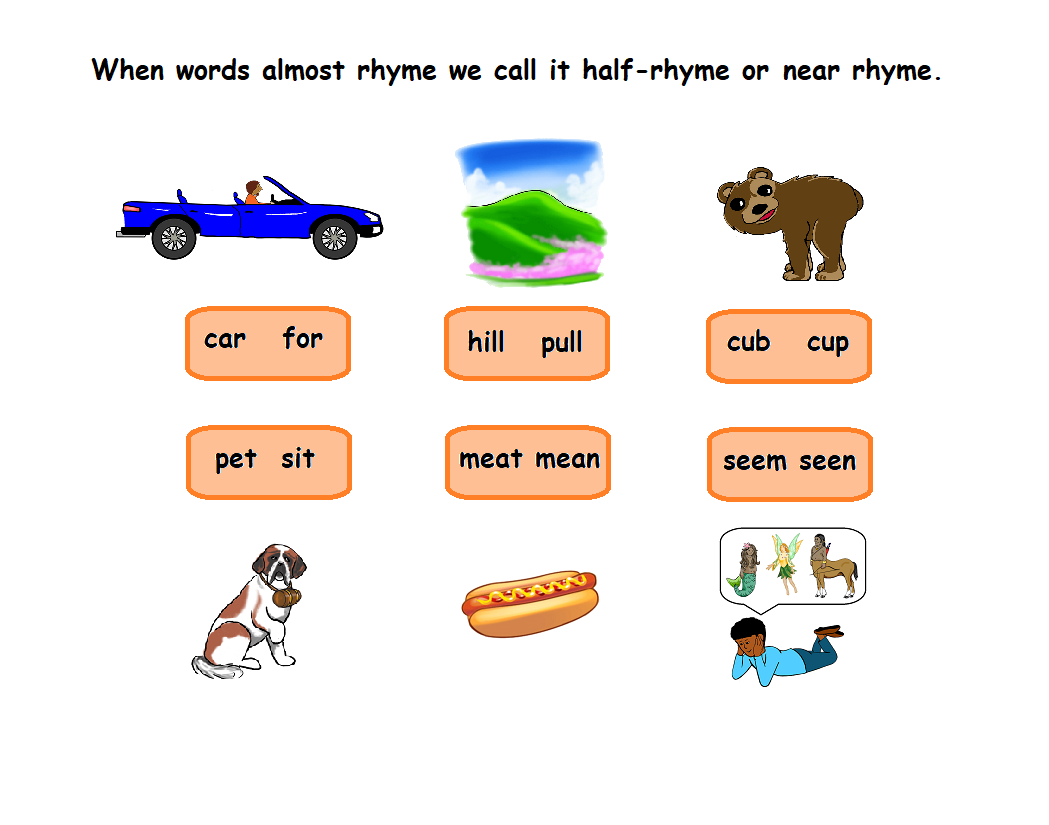 When words almost rhyme we call it half-rhyme or near rhyme.
car for
hill pull
cub cup
pet sit
meat mean
seem seen